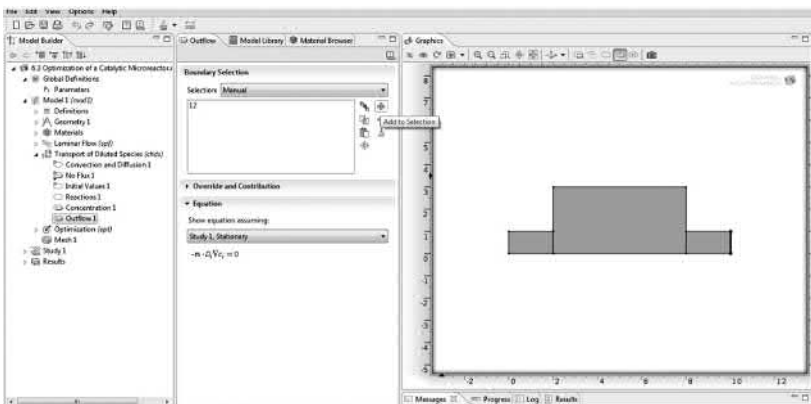 File Edit View Options Help
Model Builder
6.3 Optimization of a Catalytic Microreactor
Global Definitions
Parameters
Model 1 (mod1)
Definitions
Geometry 1
Materials
Laminar Flow (spf)
Transport of Diluted Species (chds)
Convection and Diffusion 1
No Flux 1
Initial Values 1
Reactions 1
Concentration 1
Outflow 1
Optimization (opt)
Mesh 1
Study 1
Results
Outflow Model Library Material Browser
Boundary Selection
Selection: Manual
12
Add to Selection
Override and Contribution
Equation
Show equation assuming:
Study 1, Stationary
-n·Dᵢ∇cᵢ = 0
Graphics
8
7
3
2
1
0
-1
-2
-3
-4
-5
-2 0 2 4 6 8 10 12
Messages Progress Log Results